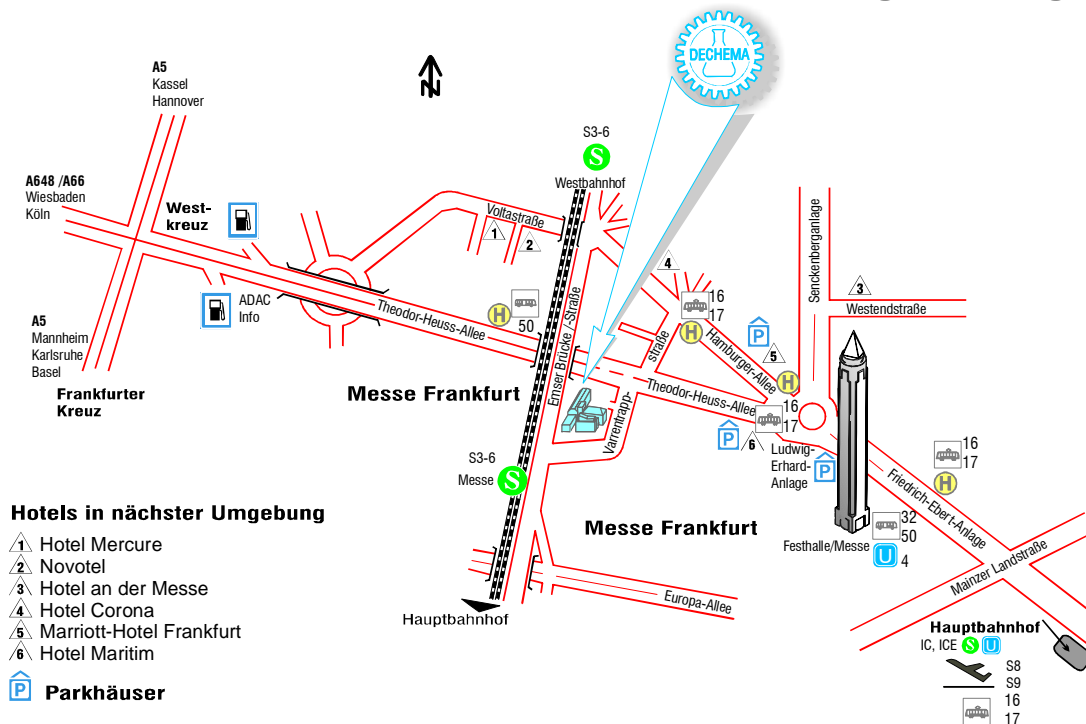 DECHEMA
A5
Kassel
Hannover
S3-6
S
Westbahnhof
A648 /A66
Wiesbaden
Köln
West-
kreuz
Voltastraße
1
2
4
Senckenberganlage
3
Westendstraße
ADAC
Info
Theodor-Heuss-Allee
H
50
Emser Brücke /-Straße
straße
Varrentrapp-
16
17
H
Hamburger-Allee
P
5
H
A5
Mannheim
Karlsruhe
Basel
Frankfurter
Kreuz
Messe Frankfurt
Theodor-Heuss-Allee
16
17
P
6
Ludwig-
Erhard-
Anlage
P
16
17
H
Friedrich-Ebert-Anlage
S3-6
Messe
S
Messe Frankfurt
32
50
Festhalle/Messe
U
4
Mainzer Landstraße
Europa-Allee
Hauptbahnhof
Hotels in nächster Umgebung
1 Hotel Mercure
2 Novotel
3 Hotel an der Messe
4 Hotel Corona
5 Marriott-Hotel Frankfurt
6 Hotel Maritim
P Parkhäuser
Hauptbahnhof
IC, ICE S U
S8
S9
16
17